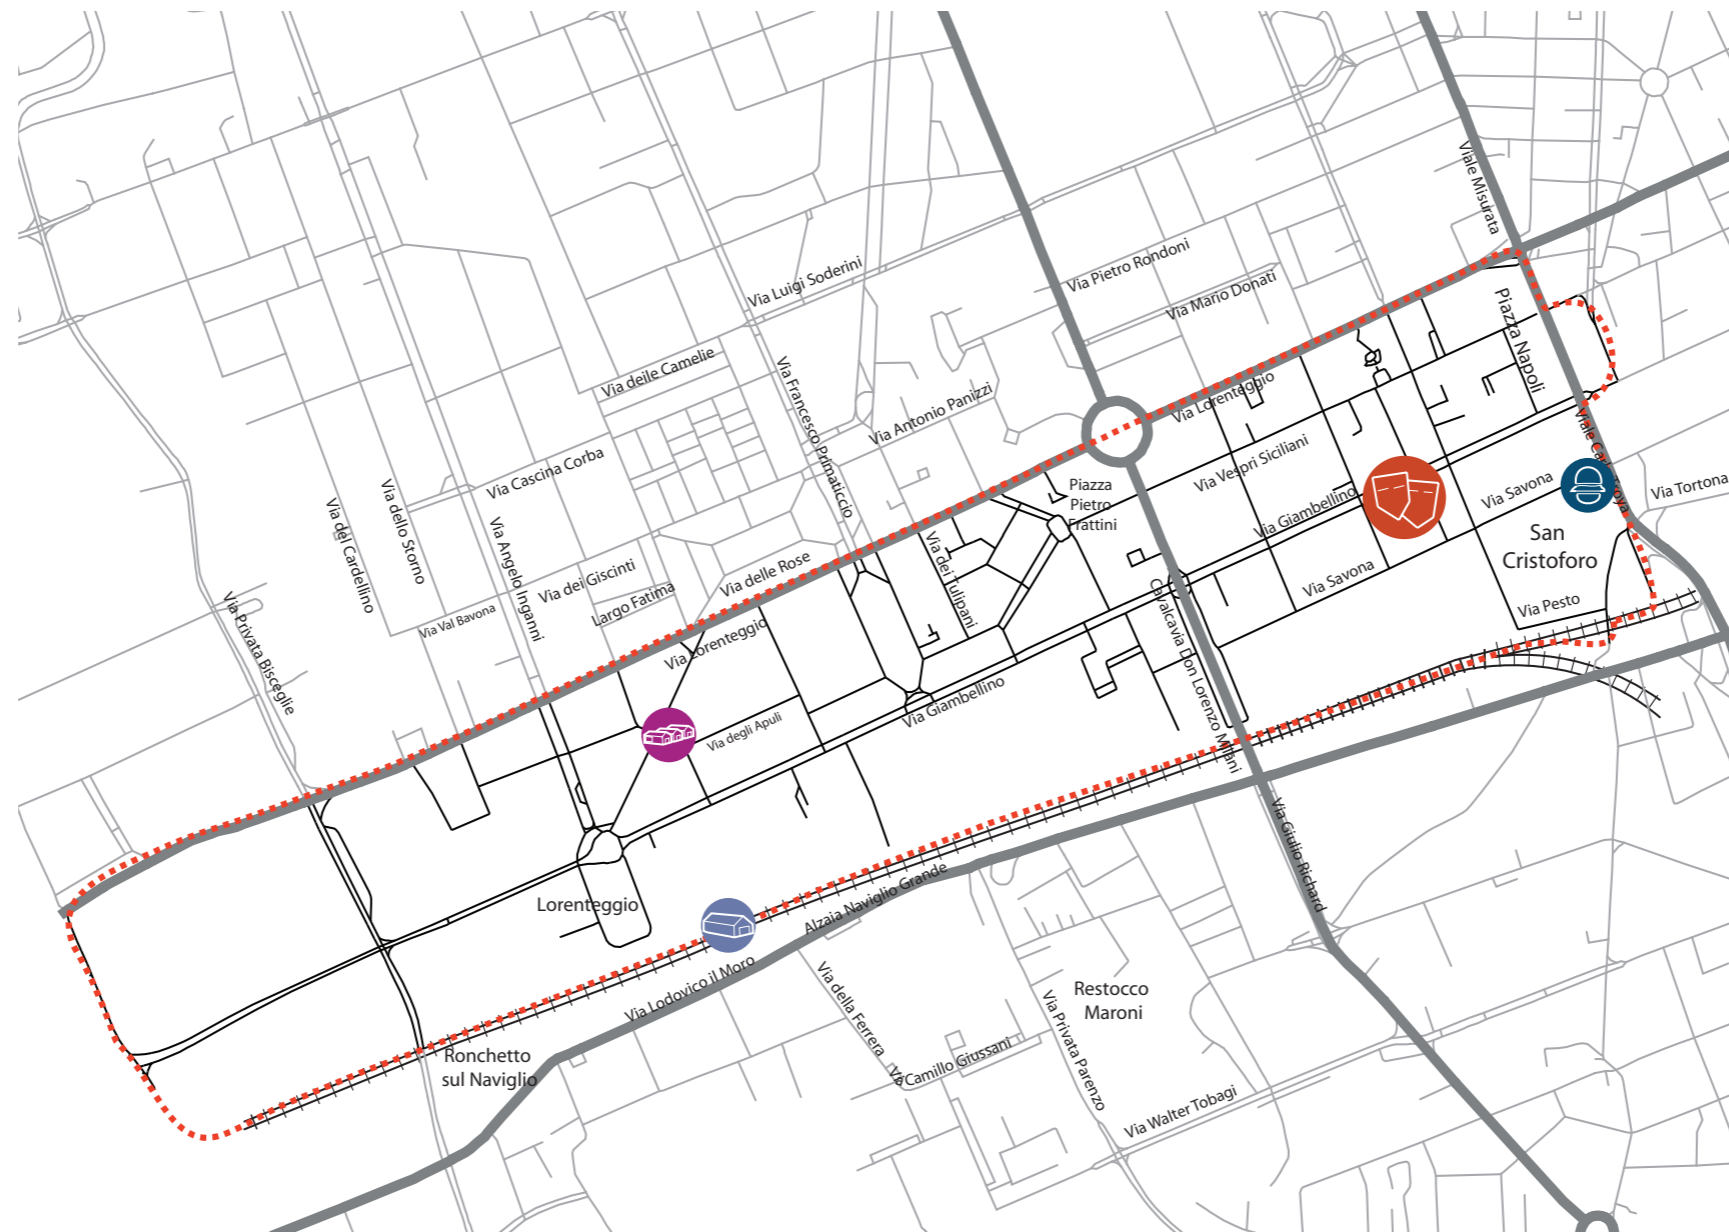 Viale Misurata
Via Pietro Rondoni
Via Luigi Soderini
Via Mario Donati
Piazza Napoli
Via delle Camelie
Via Francesco Primaticcio
Via Lorenteggio
Via Antonio Panizzi
Via Vespri Siciliani
Via Cascina Corba
Via del Cardellino
Via dello Storno
Via Angelo Inganni
Piazza
Pietro
Frattini
Via Giambellino
Via Savona
Via Tortona
San
Cristoforo
Via dei Tulipani
Via dei Giscinti
Via delle Rose
Largo Fatima
Via Val Bavona
Via Savona
Via Pesto
Cavalcavia Don Lorenzo Milani
Via Privata Bisceglie
Via Lorenteggio
Via Giambellino
Via degli Apuli
Via Giulio Richard
Lorenteggio
Alzaia Naviglio Grande
Via Lodovico il Moro
Via della Ferrera
Restocco
Maroni
Via Privata Parenzo
Ronchetto
sul Naviglio
Camillo Giussani
Via Walter Tobagi